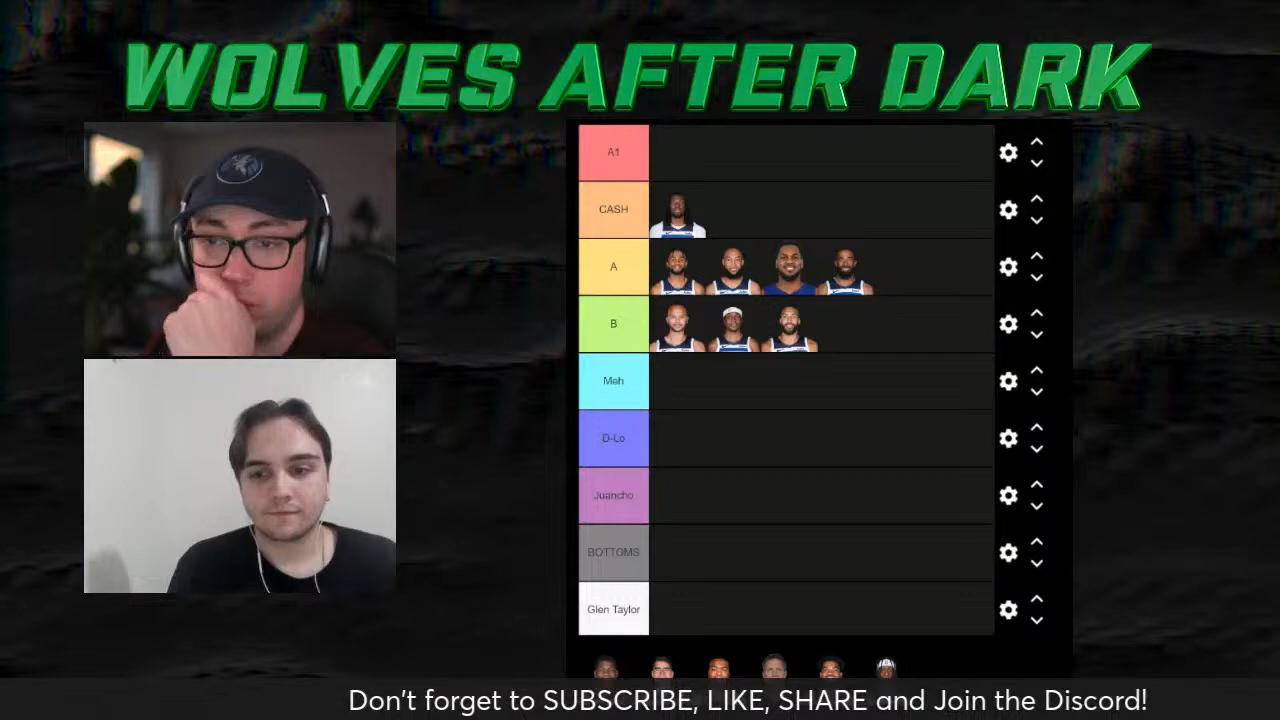 WOLVES AFTER DARK
A1
CASH
A
B
Meh
D-Lo
Juancho
BOTTOMS
Glen Taylor
Don't forget to SUBSCRIBE, LIKE, SHARE and Join the Discord!